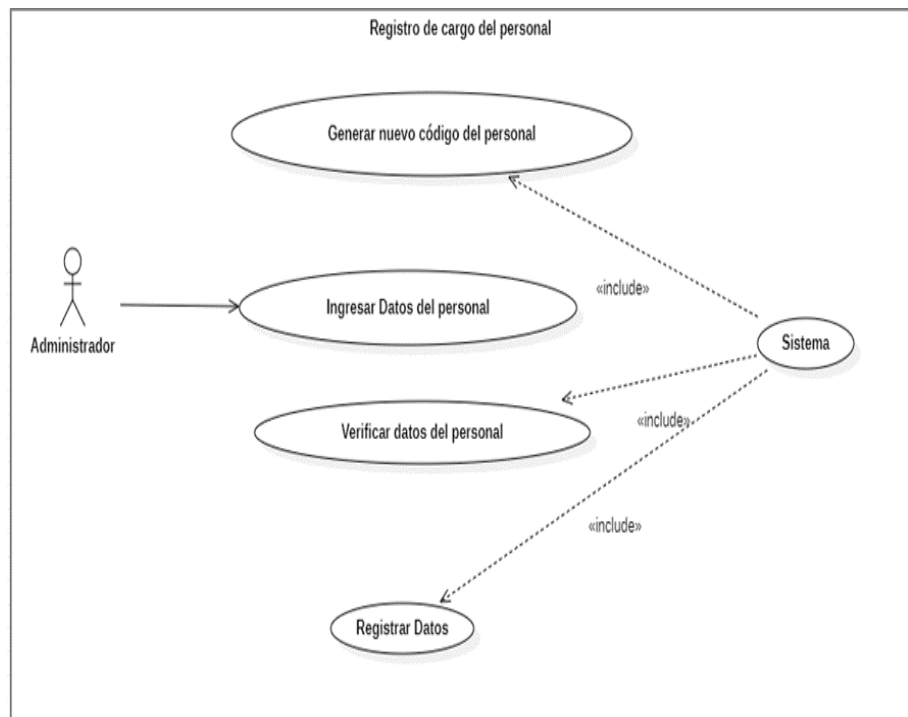 Registro de cargo del personal
Generar nuevo código del personal
Ingresar Datos del personal
«include»
Administrador
Sistema
Verificar datos del personal
«include»
«include»
Registrar Datos